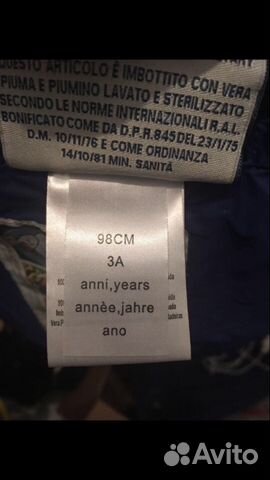 QUESTO ARTICOLO È IMBOTTITO CON VERA
PIUMA E PIUMINO LAVATO E STERILIZZATO
SECONDO LE NORME INTERNAZIONALI R.A.L.
BONIFICATO COME DA D.P.R. 845 DEL 23/1/75
D.M. 10/11/76 E COME ORDINANZA
14/10/81 MIN. SANITÁ
98CM
3A
anni,years
annèe,jahre
ano
Vera P
Avito